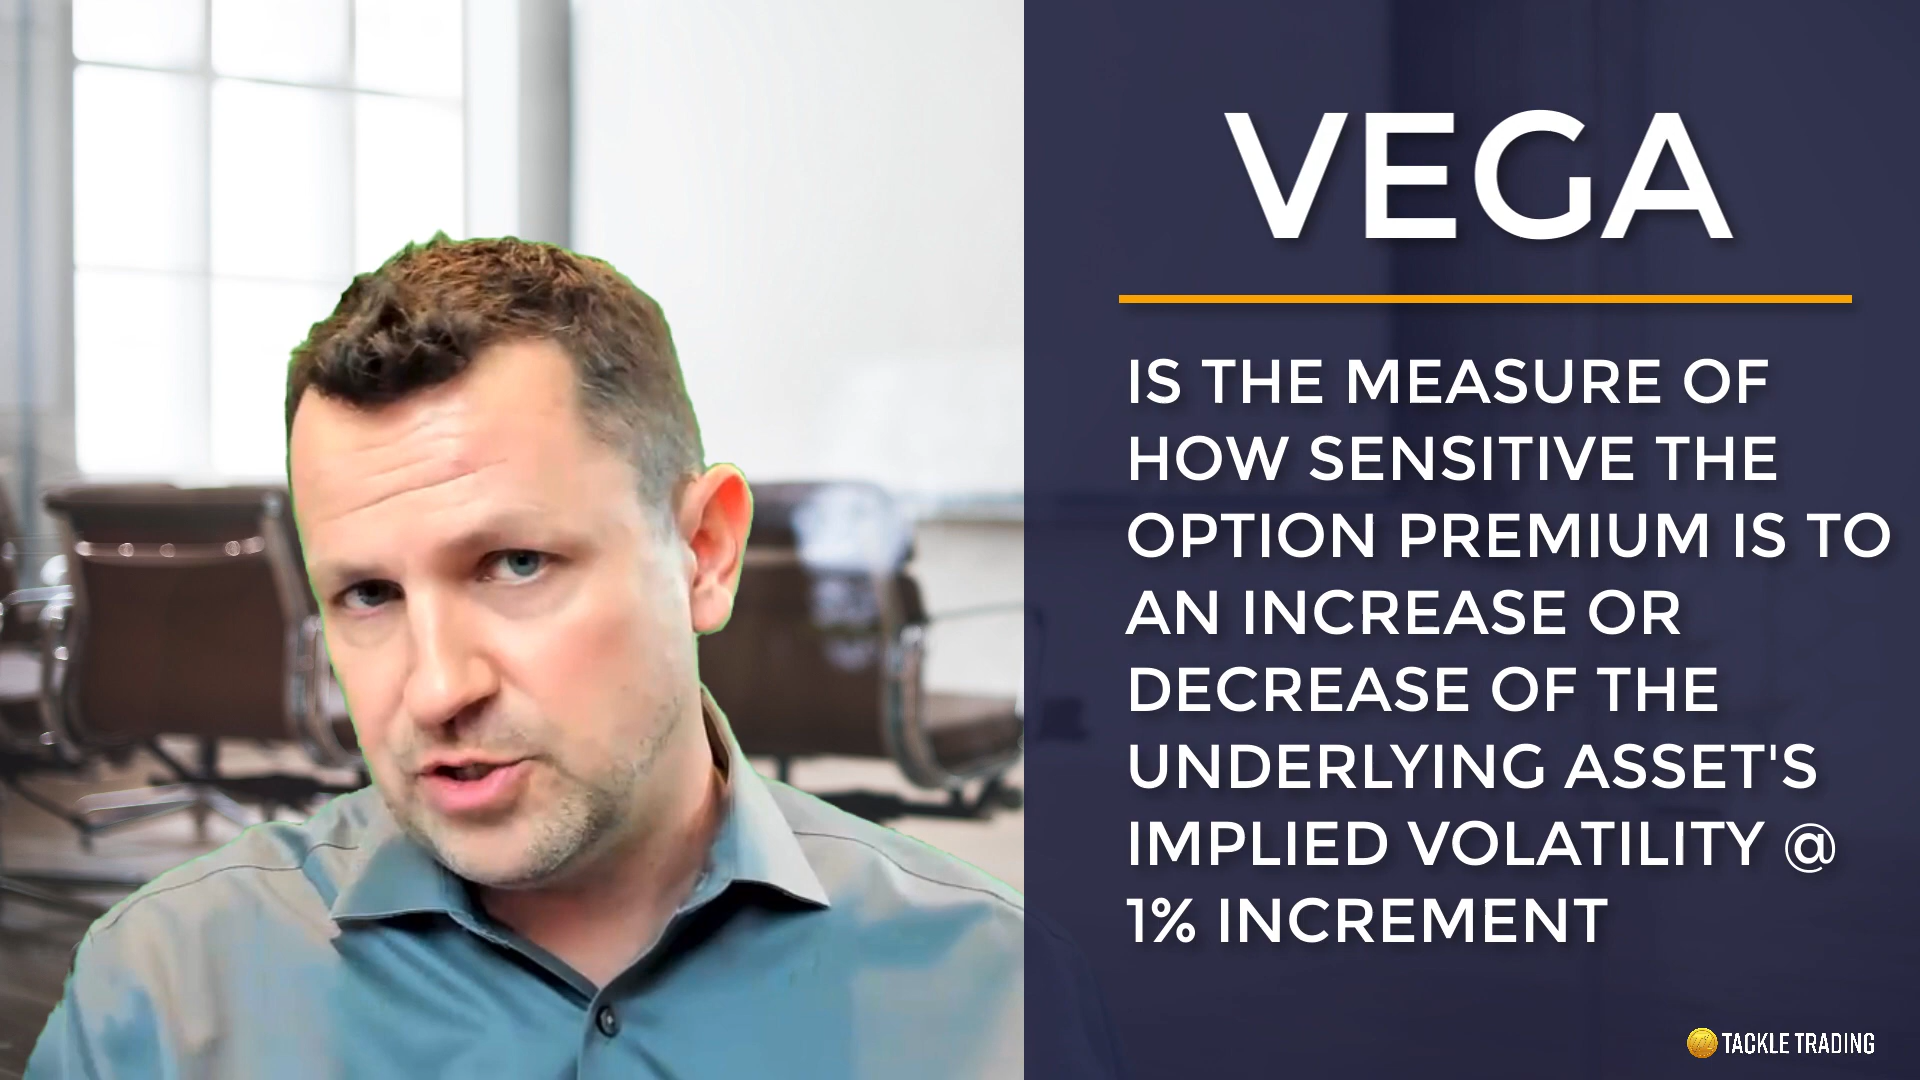 VEGA
IS THE MEASURE OF
HOW SENSITIVE THE
OPTION PREMIUM IS TO
AN INCREASE OR
DECREASE OF THE
UNDERLYING ASSET'S
IMPLIED VOLATILITY @
1% INCREMENT
TACKLE TRADING